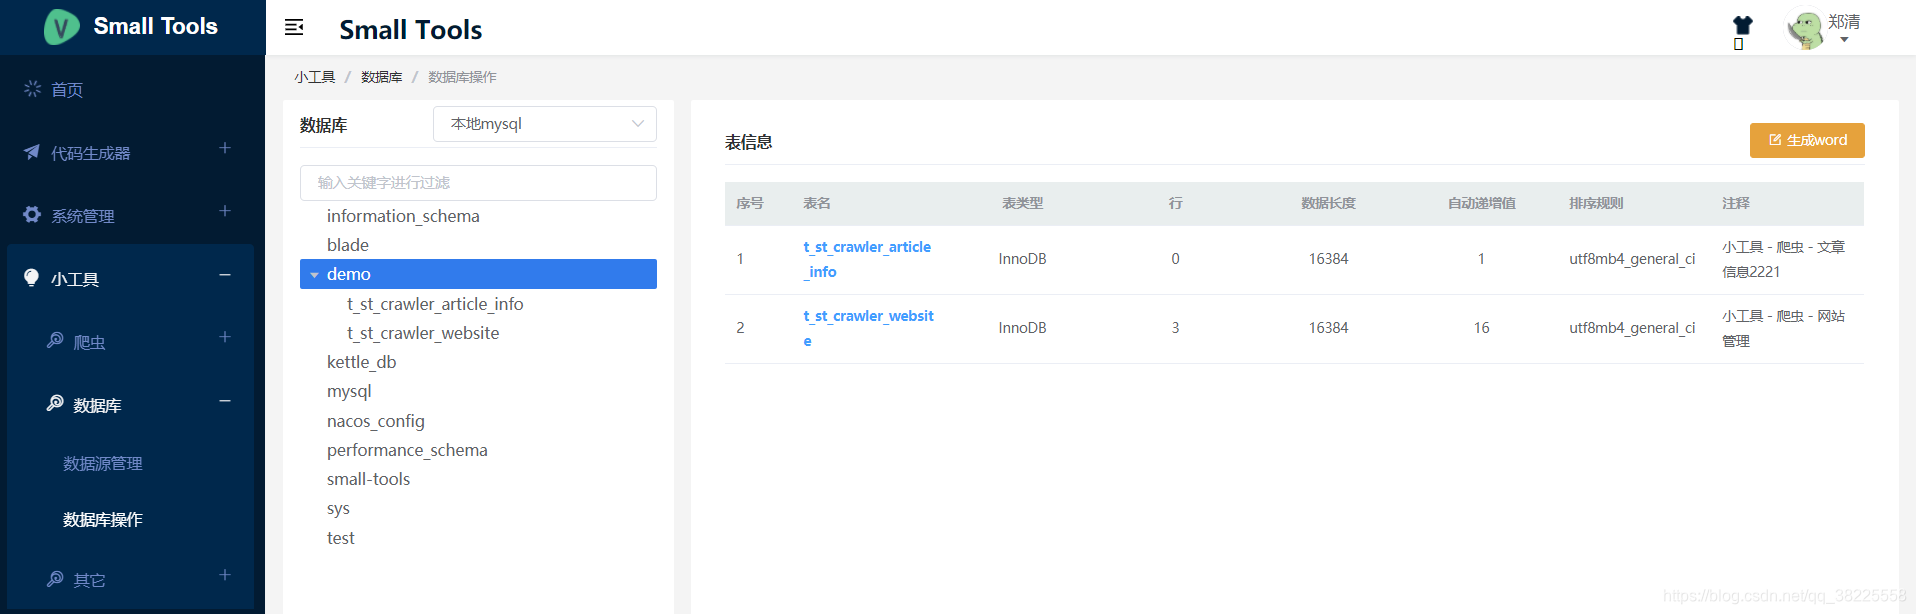 Small Tools
Small Tools
郑清
首页
代码生成器
系统管理
小工具
爬虫
数据库
数据源管理
数据库操作
其它
小工具 / 数据库 / 数据库操作
数据库
本地mysql
输入关键字进行过滤
information_schema
blade
demo
t_st_crawler_article_info
t_st_crawler_website
kettle_db
mysql
nacos_config
performance_schema
small-tools
sys
test
表信息
生成word
序号 表名 表类型 行 数据长度 自动递增值 排序规则 注释
1 t_st_crawler_article InnoDB 0 16384 1 utf8mb4_general_ci 小工具 - 爬虫 - 文章
_info 信息2221
2 t_st_crawler_websit InnoDB 3 16384 16 utf8mb4_general_ci 小工具 - 爬虫 - 网站
e 管理
https://blog.csdn.net/qq_38225558